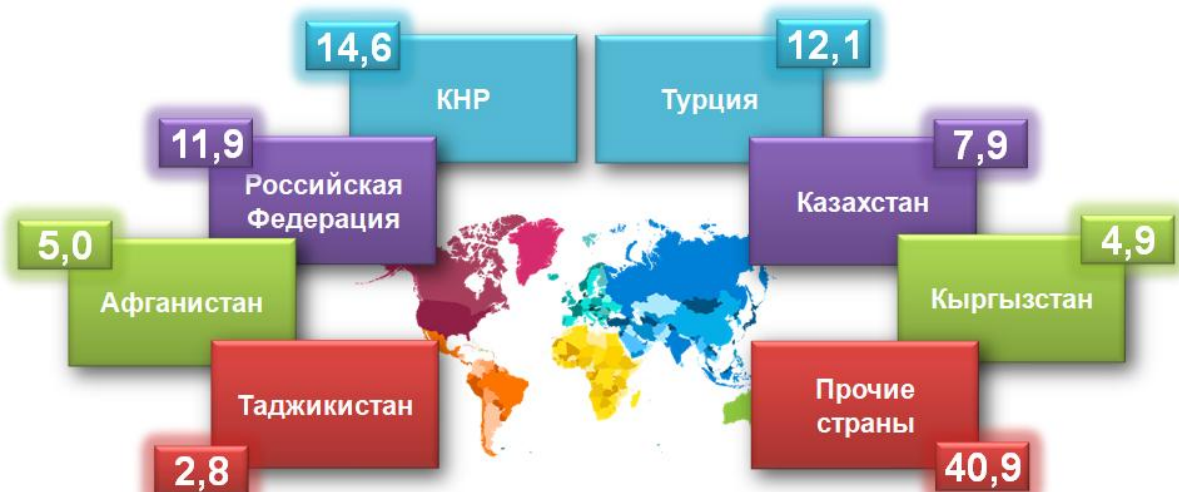 14,6
КНР
12,1
Турция
11,9
Российская
Федерация
7,9
Казахстан
5,0
Афганистан
4,9
Кыргызстан
Таджикистан
2,8
Прочие
страны
40,9